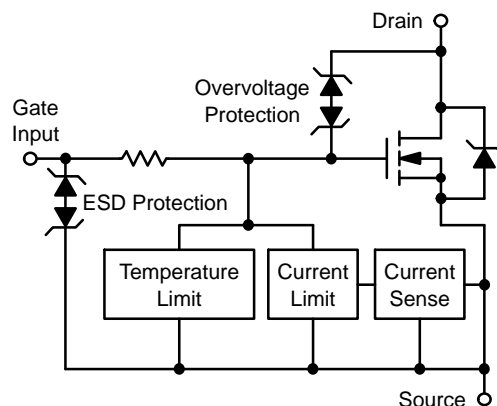 Drain
Overvoltage
Protection
Gate
Input
ESD Protection
Temperature
Limit
Current
Limit
Current
Sense
Source